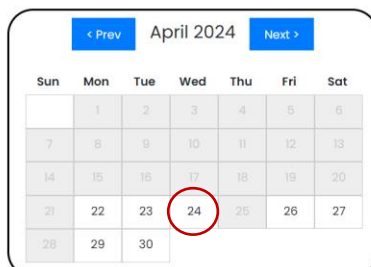 < Prev April 2024 Next >
Sun Mon Tue Wed Thu Fri Sat
1 2 3 4 5 6
7 8 9 10 11 12 13
14 15 16 17 18 19 20
21 22 23 24 25 26 27
28 29 30